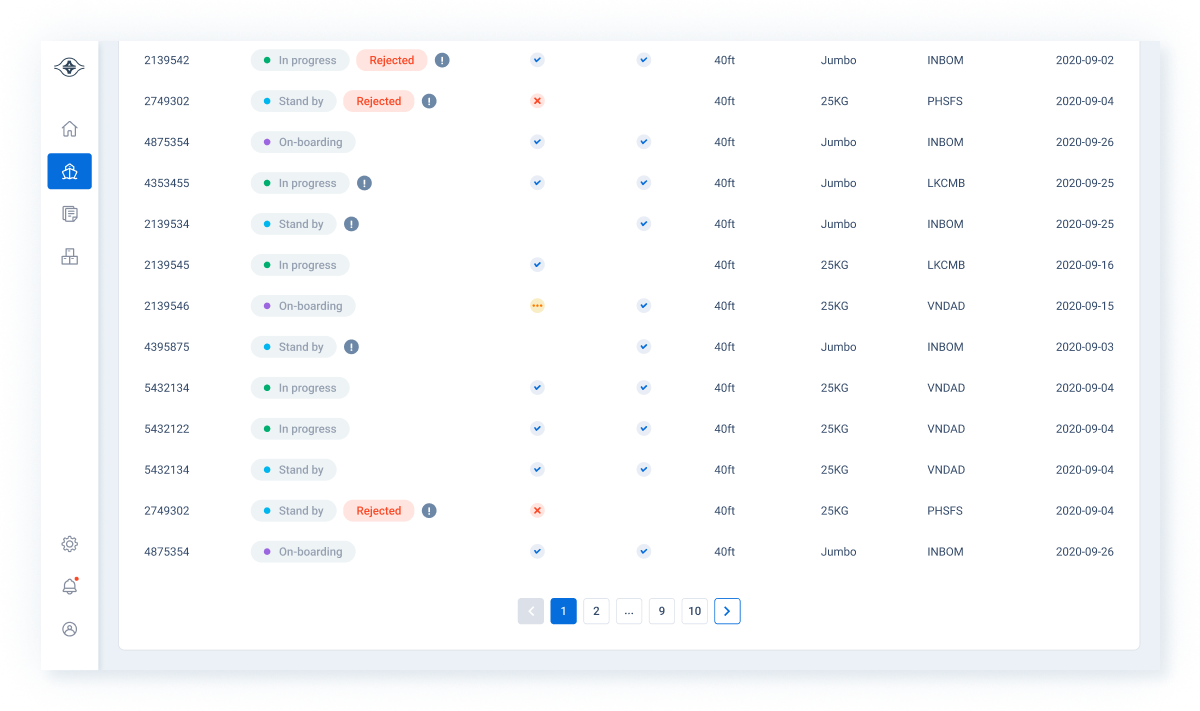 2139542 In progress Rejected ! 40ft Jumbo INBOM 2020-09-02
2749302 Stand by Rejected ! 40ft 25KG PHSFS 2020-09-04
4875354 On-boarding 40ft Jumbo INBOM 2020-09-26
4353455 In progress ! 40ft Jumbo LKCMB 2020-09-25
2139534 Stand by ! 40ft Jumbo INBOM 2020-09-25
2139545 In progress 40ft 25KG LKCMB 2020-09-16
2139546 On-boarding 40ft 25KG VNDAD 2020-09-15
4395875 Stand by ! 40ft Jumbo INBOM 2020-09-03
5432134 In progress 40ft 25KG VNDAD 2020-09-04
5432122 In progress 40ft 25KG VNDAD 2020-09-04
5432134 Stand by 40ft 25KG VNDAD 2020-09-04
2749302 Stand by Rejected ! 40ft 25KG PHSFS 2020-09-04
4875354 On-boarding 40ft Jumbo INBOM 2020-09-26
1 2 ... 9 10